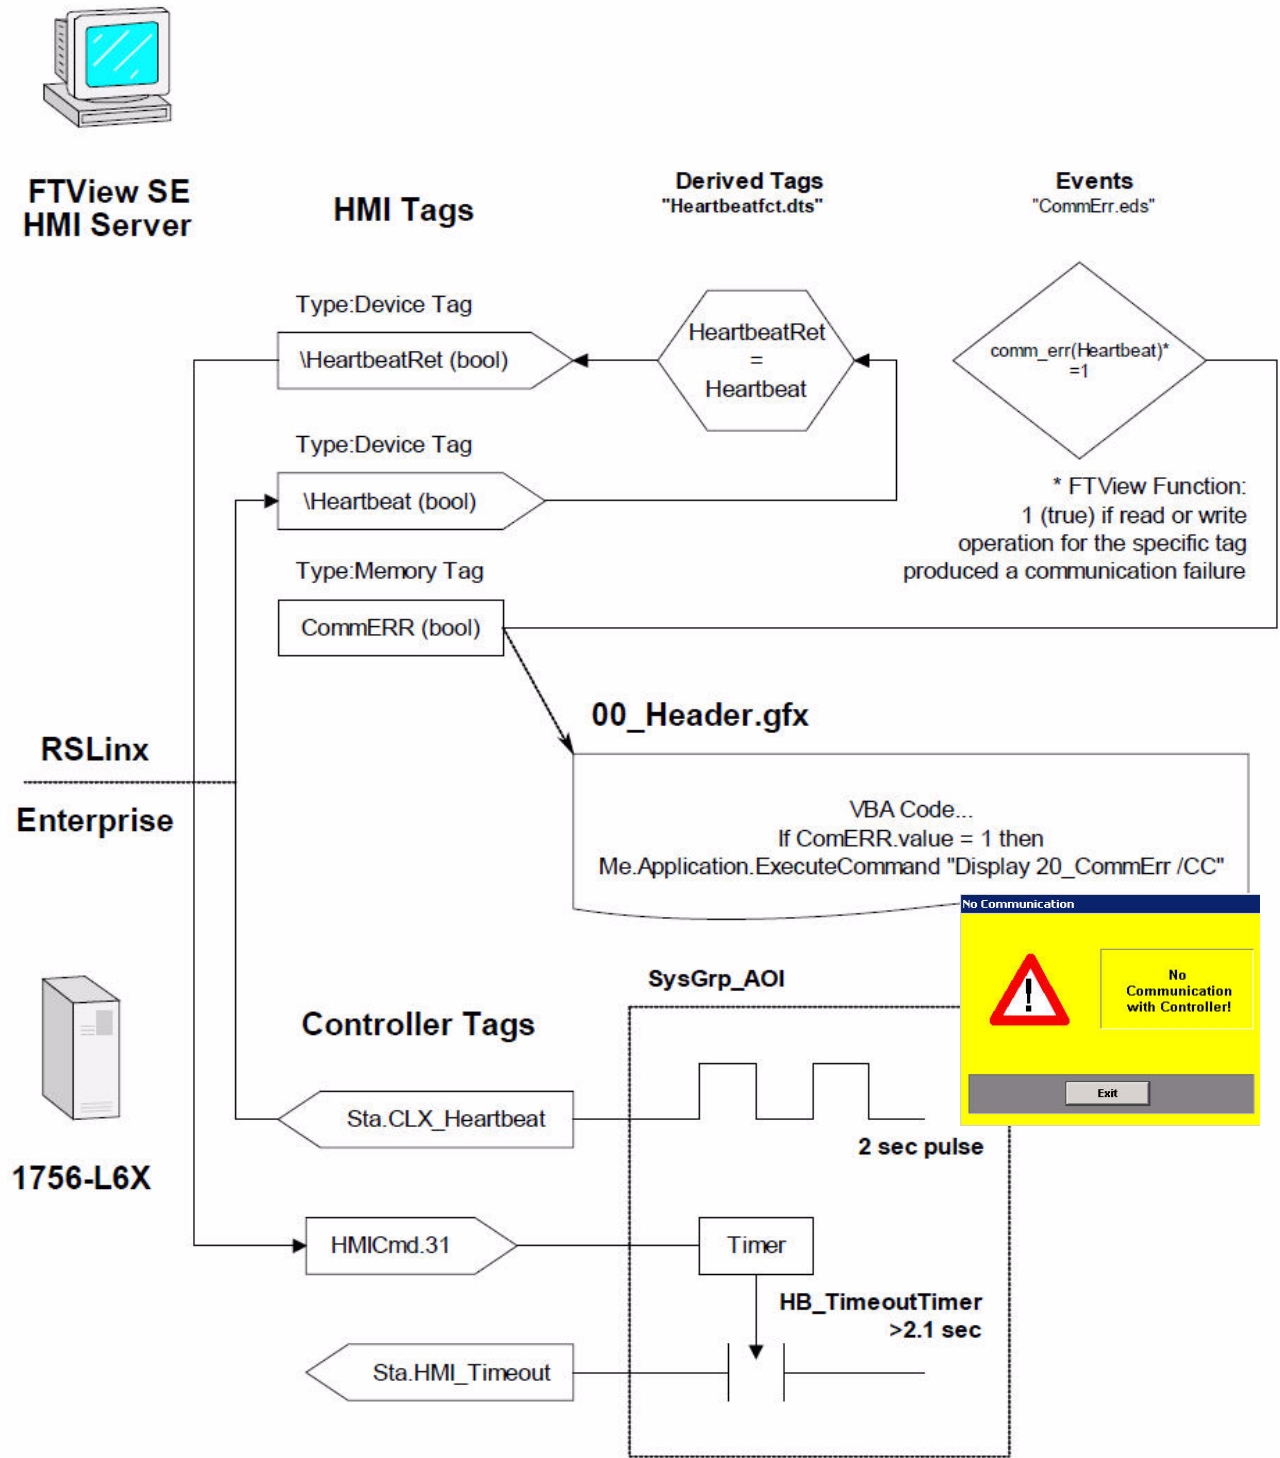 FTView SE
HMI Server
HMI Tags
Derived Tags
"Heartbeatfct.dts"
Events
"CommErr.eds"
Type:Device Tag
\HeartbeatRet (bool)
HeartbeatRet
=
Heartbeat
comm_err(Heartbeat)*
=1
Type:Device Tag
\Heartbeat (bool)
* FTView Function:
1 (true) if read or write
operation for the specific tag
produced a communication failure
Type:Memory Tag
CommERR (bool)
00_Header.gfx
RSLinx
Enterprise
VBA Code...
If ComERR.value = 1 then
Me.Application.ExecuteCommand "Display 20_CommErr /CC"
No Communication
No
Communication
with Controller!
Exit
SysGrp_AOI
Controller Tags
Sta.CLX_Heartbeat
2 sec pulse
1756-L6X
HMICmd.31
Timer
HB_TimeoutTimer
>2.1 sec
Sta.HMI_Timeout